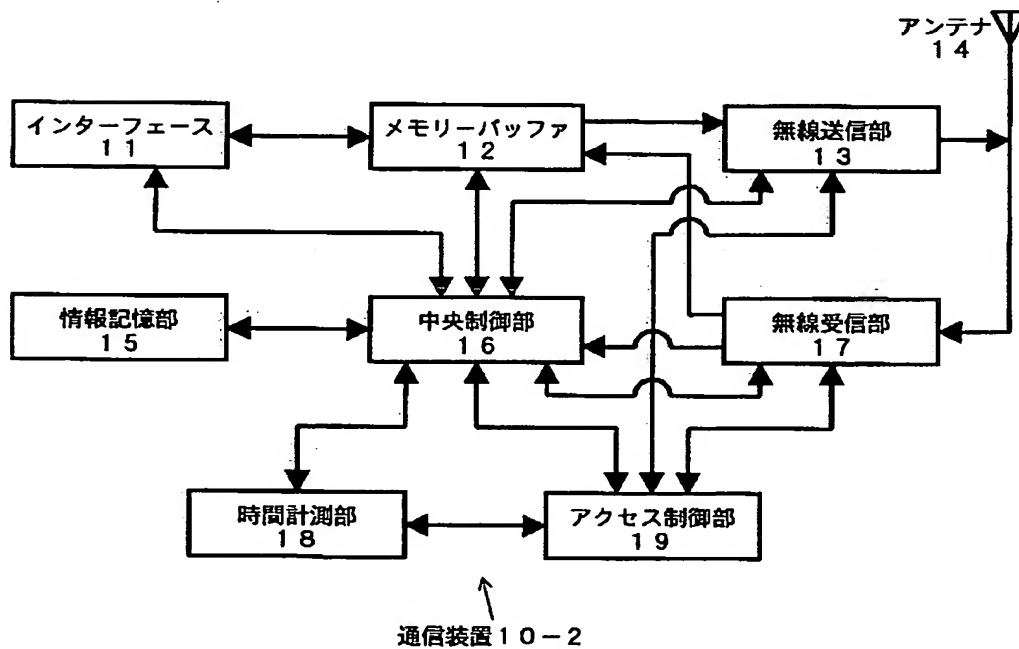 アンテナ
１４
インターフェース
１１
メモリーバッファ
１２
無線送信部
１３
情報記憶部
１５
中央制御部
１６
無線受信部
１７
時間計測部
１８
アクセス制御部
１９
通信装置１０－２